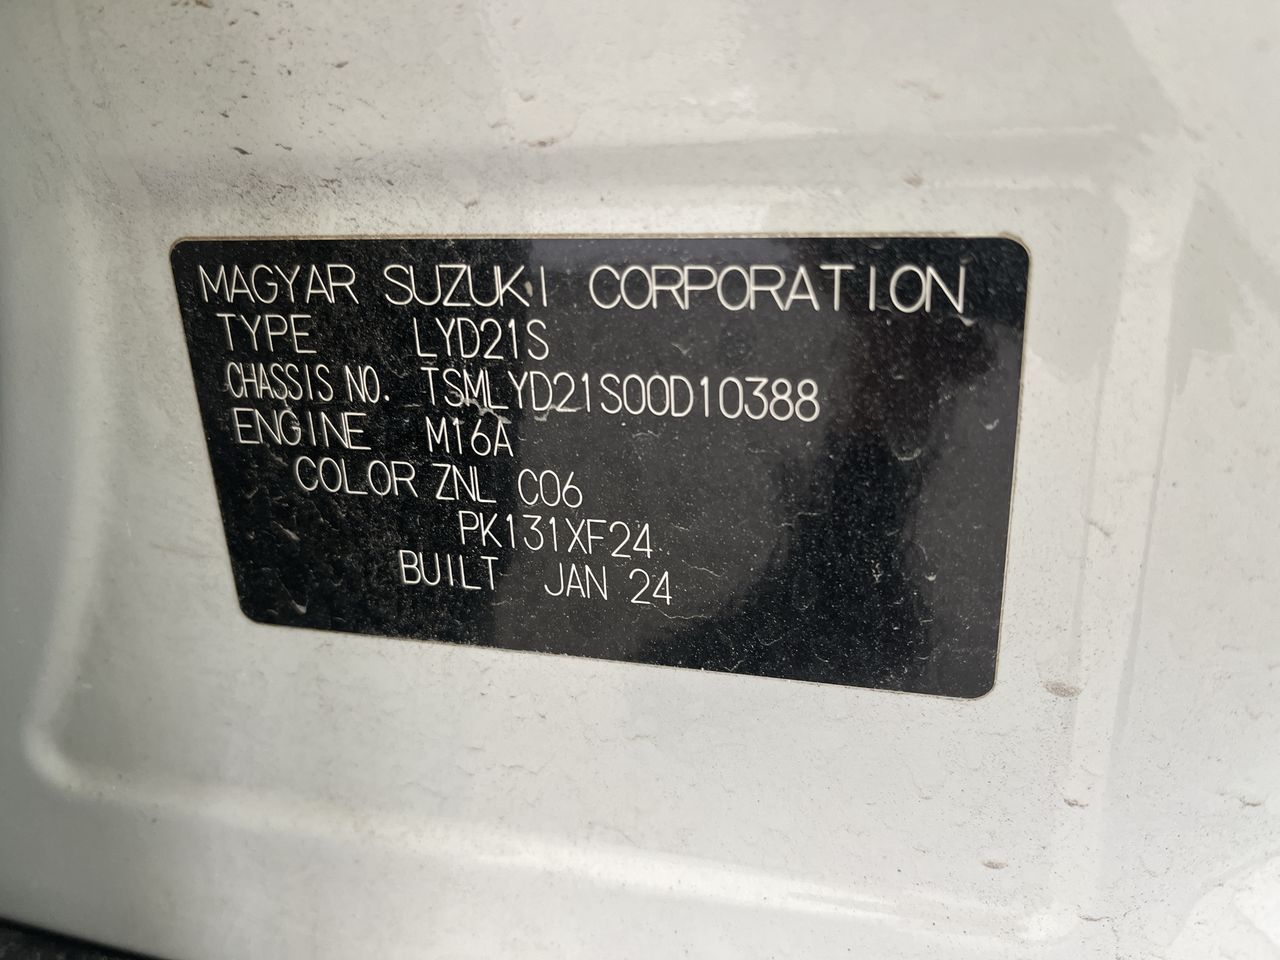 MAGYAR SUZUKI CORPORATION
TYPE LYD21S
CHASSIS NO. TSMLYD21S00D10388
ENGINE M16A
COLOR ZNL C06
PK131XF24
BUILT JAN 24